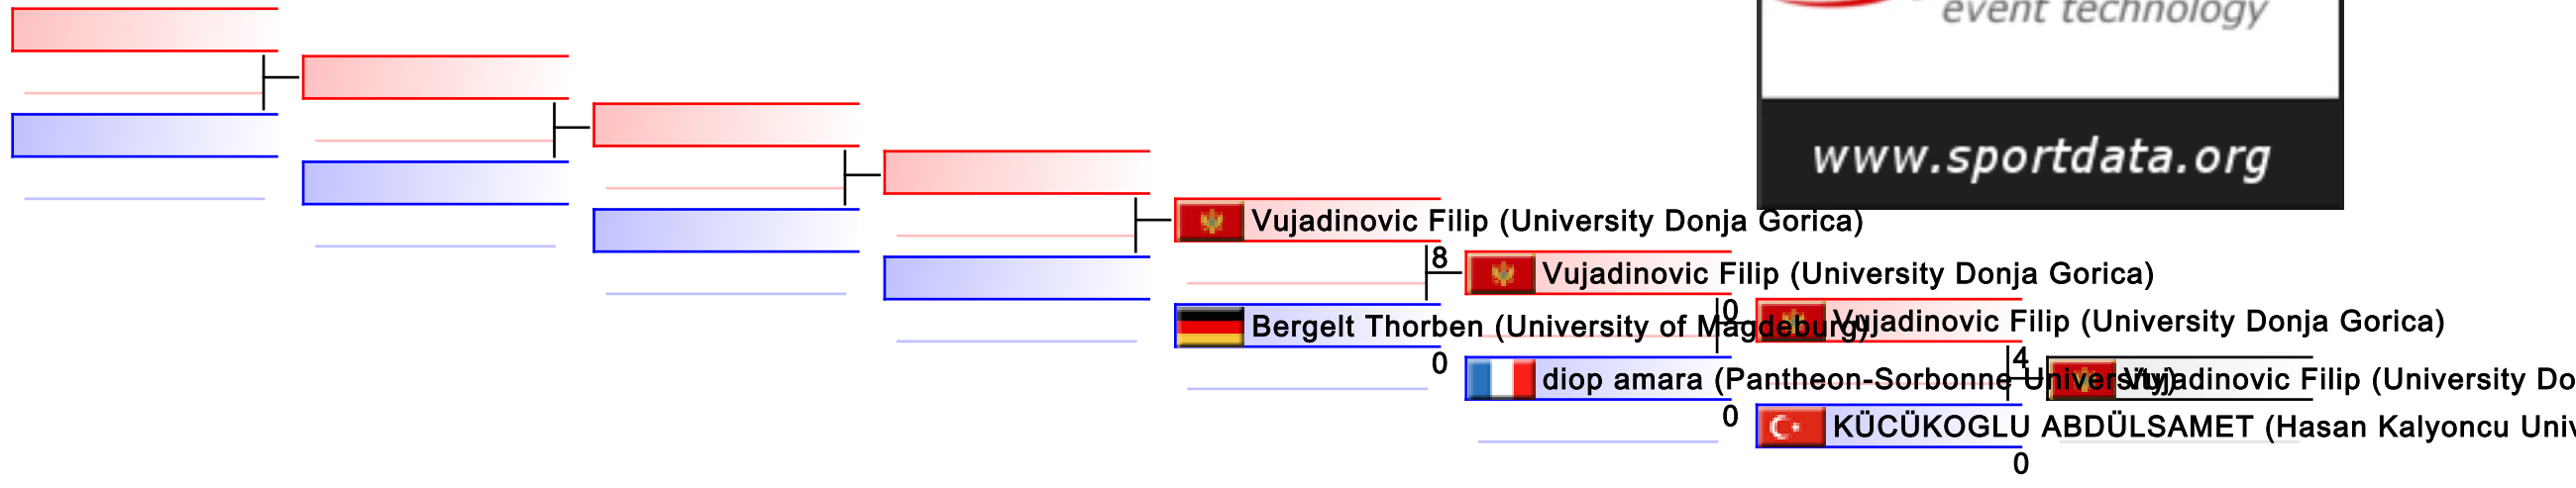 event technology
www.sportdata.org
Vujadinovic Filip (University Donja Gorica)
8
Vujadinovic Filip (University Donja Gorica)
0
Vujadinovic Filip (University Donja Gorica)
Bergelt Thorben (University of Magdeburg)
0
4
diop amara (Pantheon-Sorbonne University)
Vujadinovic Filip (University Do
0
KÜCÜKOGLU ABDÜLSAMET (Hasan Kalyoncu Univ
0